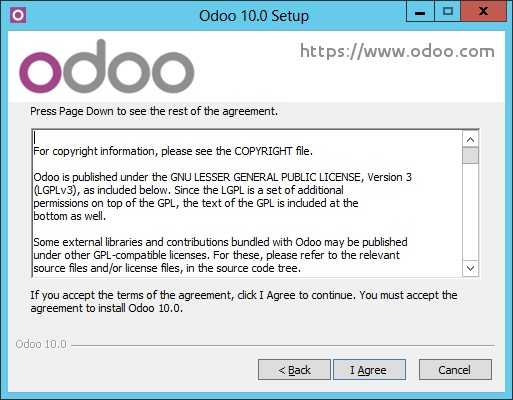 Odoo 10.0 Setup
odoo
https://www.odoo.com
Press Page Down to see the rest of the agreement.
For copyright information, please see the COPYRIGHT file.
Odoo is published under the GNU LESSER GENERAL PUBLIC LICENSE, Version 3
(LGPLv3), as included below. Since the LGPL is a set of additional
permissions on top of the GPL, the text of the GPL is included at the
bottom as well.
Some external libraries and contributions bundled with Odoo may be published
under other GPL-compatible licenses. For these, please refer to the relevant
source files and/or license files, in the source code tree.
If you accept the terms of the agreement, click I Agree to continue. You must accept the
agreement to install Odoo 10.0.
Odoo 10.0
< Back
I Agree
Cancel